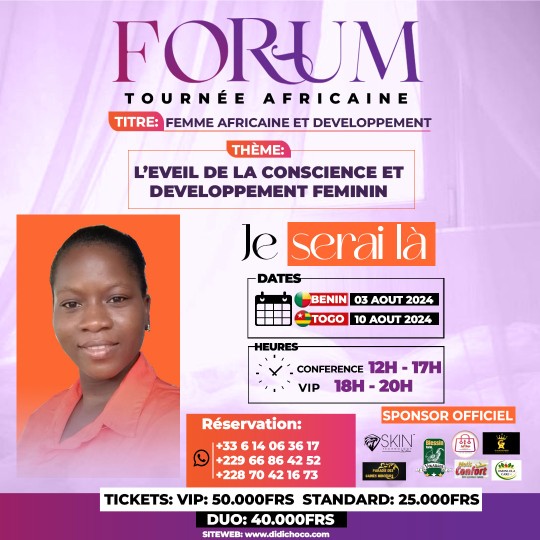 FORUM
TOURNÉE AFRICAINE
TITRE: FEMME AFRICAINE ET DEVELOPPEMENT
THÈME:
L'EVEIL DE LA CONSCIENCE ET
DEVELOPPEMENT FEMININ
Je serai là
DATES
BENIN 03 AOUT 2024
TOGO 10 AOUT 2024
HEURES
CONFERENCE 12H - 17H
VIP 18H - 20H
SPONSOR OFFICIEL
SKIN
Blessin
Confort
Réservation:
+33 6 14 06 36 17
+229 66 86 42 52
+228 70 42 16 73
TICKETS: VIP: 50.000FRS STANDARD: 25.000FRS
DUO: 40.000FRS
SITEWEB: www.didichoco.com